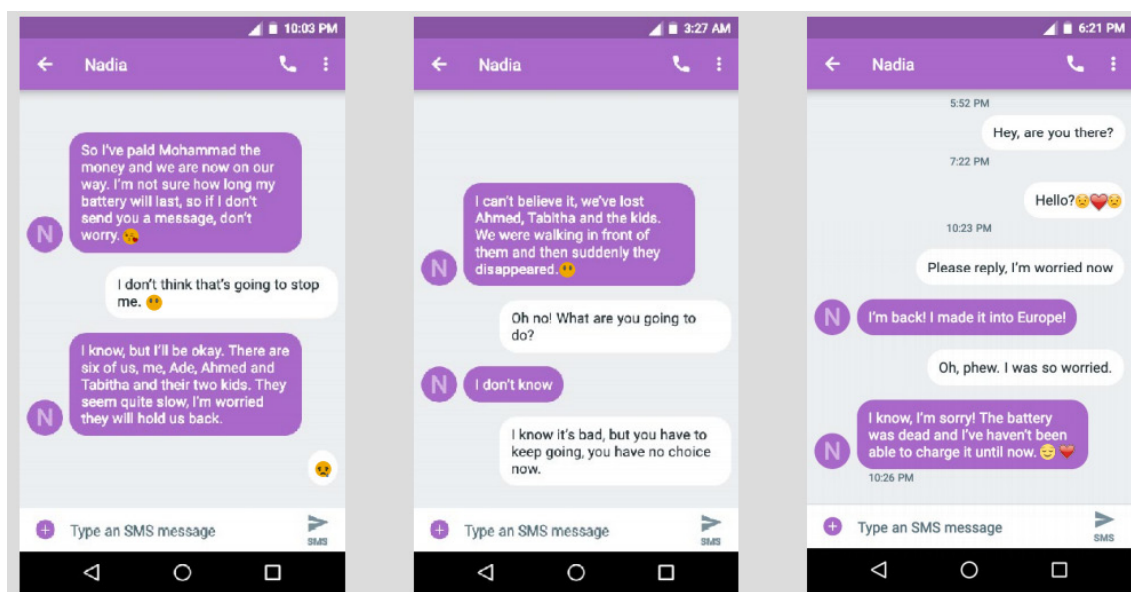 10:03 PM
Nadia
So I've paid Mohammad the
money and we are now on our
way. I'm not sure how long my
battery will last, so if I don't
send you a message, don't
worry. 😘
N
I don't think that's going to stop
me. 😶
I know, but I'll be okay. There are
six of us, me, Ade, Ahmed and
Tabitha and their two kids. They
seem quite slow, I'm worried
they will hold us back.
N
😢
Type an SMS message
SMS
3:27 AM
Nadia
I can't believe it, we've lost
Ahmed, Tabitha and the kids.
We were walking in front of
them and then suddenly they
disappeared. 😶
N
Oh no! What are you going to
do?
N
I don't know
I know it's bad, but you have to
keep going, you have no choice
now.
Type an SMS message
SMS
6:21 PM
Nadia
5:52 PM
Hey, are you there?
7:22 PM
Hello?😟❤️😟
10:23 PM
Please reply, I'm worried now
N
I'm back! I made it into Europe!
Oh, phew. I was so worried.
I know, I'm sorry! The battery
was dead and I've haven't been
able to charge it until now. 😌 ❤️
N
10:26 PM
Type an SMS message
SMS